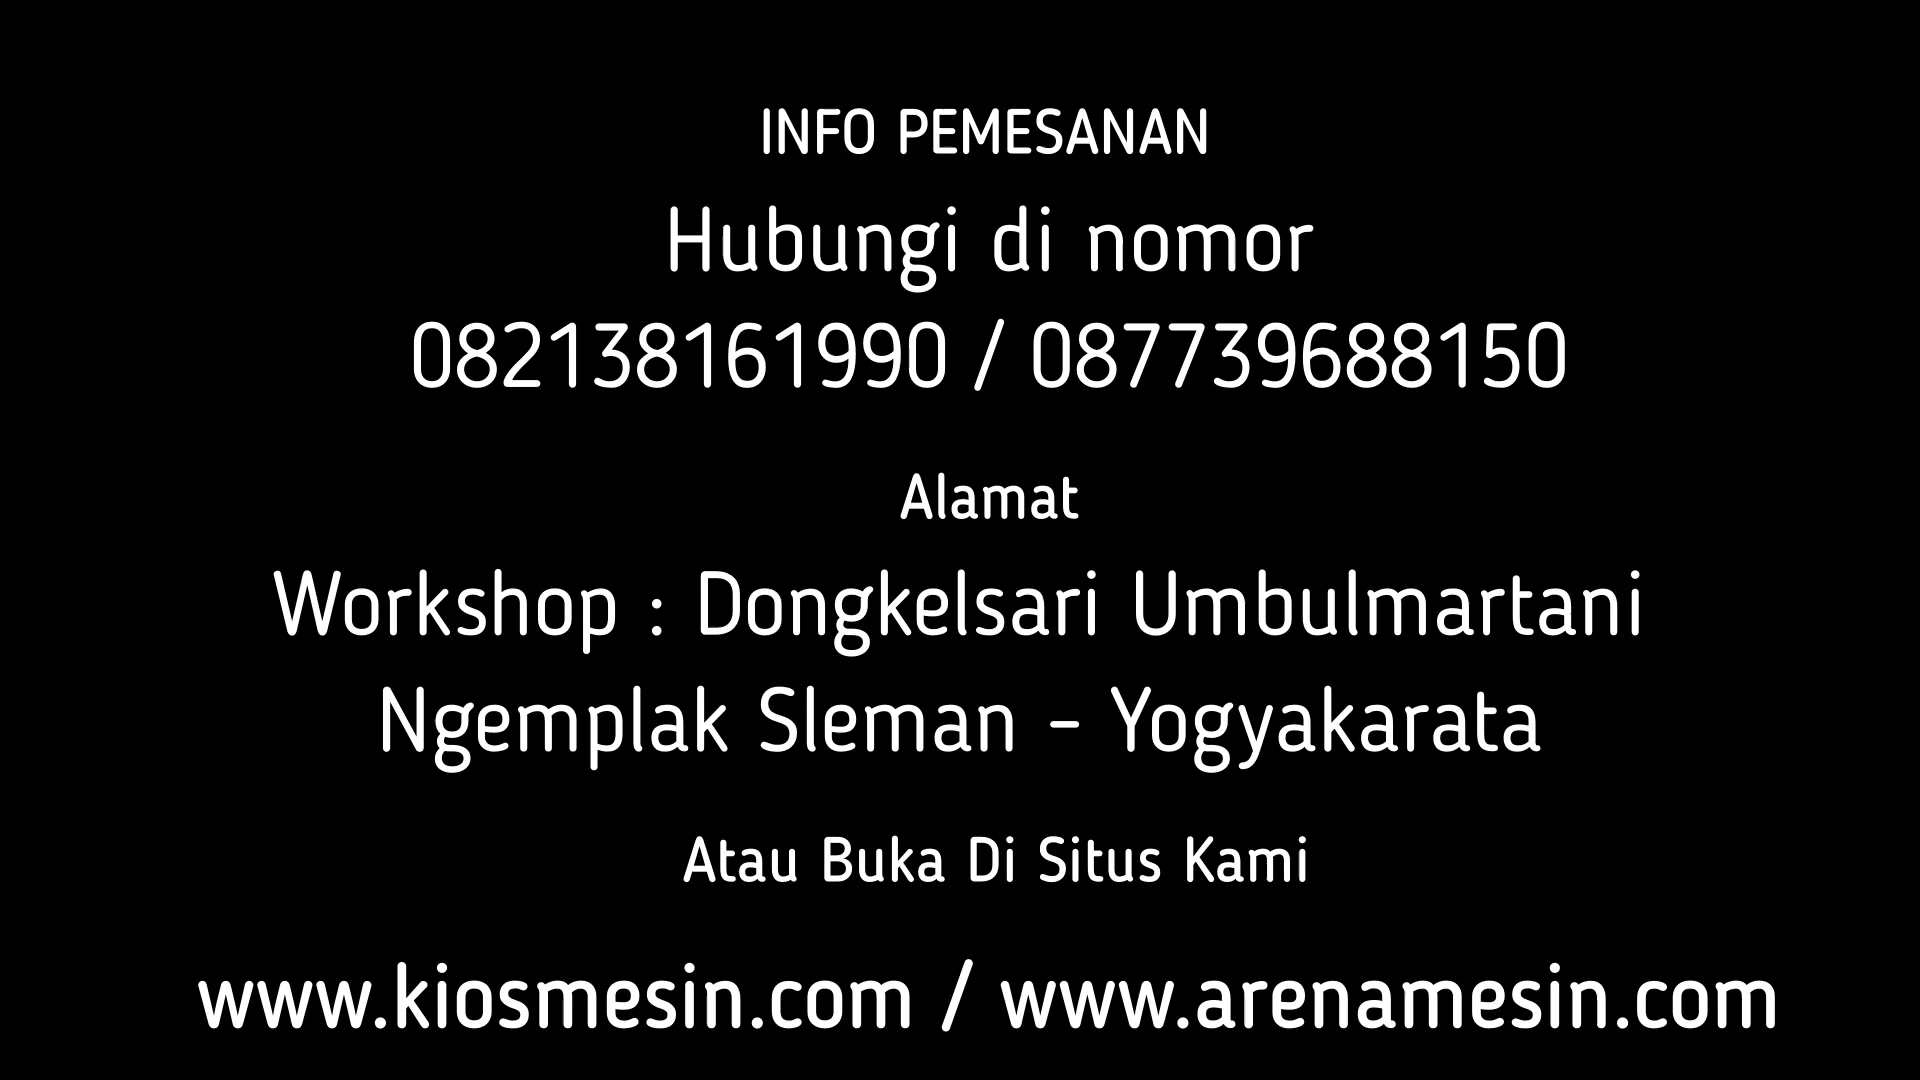 INFO PEMESANAN
Hubungi di nomor
082138161990 / 087739688150
Alamat
Workshop : Dongkelsari Umbulmartani
Ngemplak Sleman - Yogyakarata
Atau Buka Di Situs Kami
www.kiosmesin.com / www.arenamesin.com